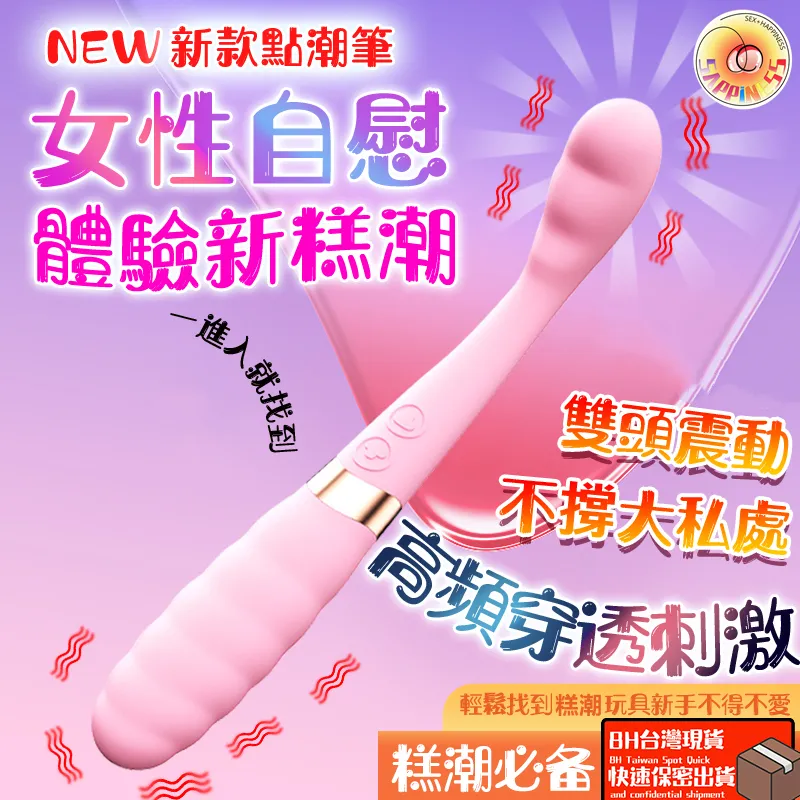 NEW 新款點潮筆
SEX+HAPPINESS
SAPPINESS
女性自慰
體驗新糕潮
一進入就找到
雙頭震動
不撐大私處
高頻穿透刺激
輕鬆找到糕潮玩具新手不得不愛
糕潮必备
BH台灣現貨
BH Taiwan Spot Quick
快速保密出貨
and confidential shipment